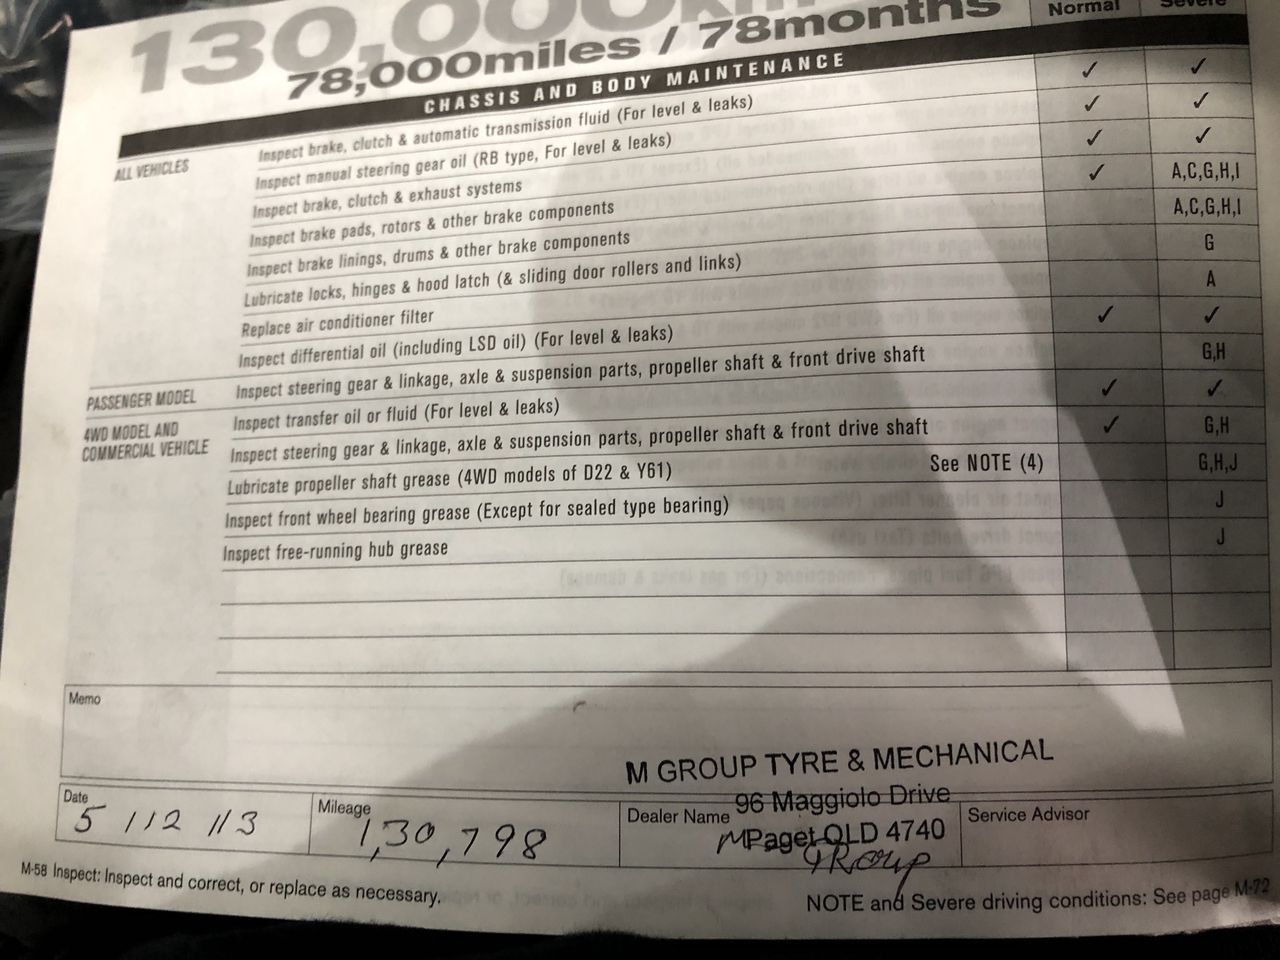 130,000km
78,000miles / 78months
Normal Severe
CHASSIS AND BODY MAINTENANCE
ALL VEHICLES
Inspect brake, clutch & automatic transmission fluid (For level & leaks) ✓ ✓
Inspect manual steering gear oil (RB type, For level & leaks) ✓ ✓
Inspect brake, clutch & exhaust systems ✓ ✓
Inspect brake pads, rotors & other brake components ✓ A,C,G,H,I
Inspect brake linings, drums & other brake components A,C,G,H,I
Lubricate locks, hinges & hood latch (& sliding door rollers and links) G
Replace air conditioner filter A
Inspect differential oil (including LSD oil) (For level & leaks) ✓ ✓
PASSENGER MODEL Inspect steering gear & linkage, axle & suspension parts, propeller shaft & front drive shaft G,H
4WD MODEL AND
COMMERCIAL VEHICLE
Inspect transfer oil or fluid (For level & leaks) ✓ ✓
Inspect steering gear & linkage, axle & suspension parts, propeller shaft & front drive shaft ✓ G,H
Lubricate propeller shaft grease (4WD models of D22 & Y61) See NOTE (4) G,H,J
Inspect front wheel bearing grease (Except for sealed type bearing) J
Inspect free-running hub grease J
Memo
M GROUP TYRE & MECHANICAL
96 Maggiolo Drive
Paget QLD 4740
Date 5 / 12 / 13
Mileage 1,30,798
Dealer Name M GRoup
Service Advisor
M-58 Inspect: Inspect and correct, or replace as necessary.
NOTE and Severe driving conditions: See page M-72